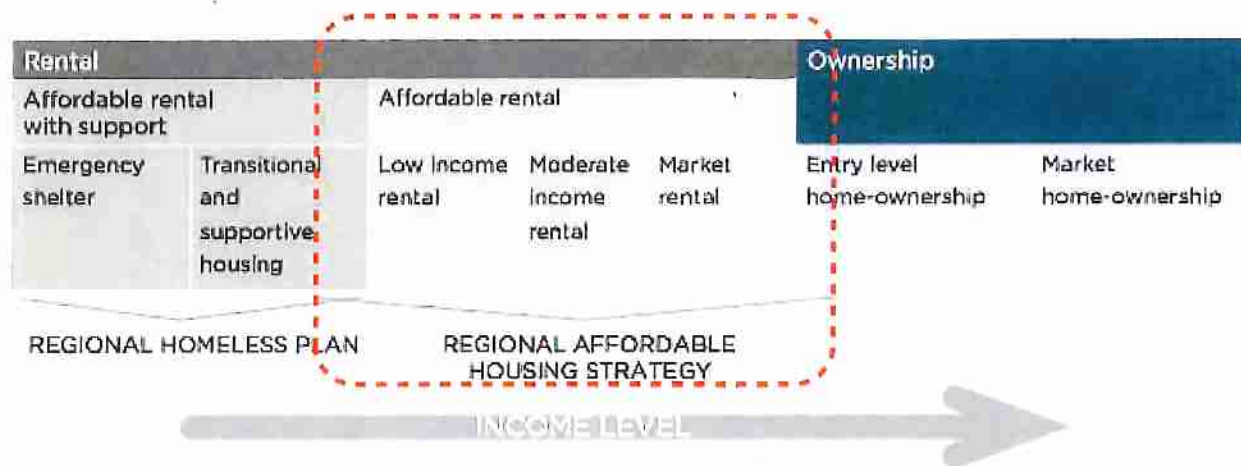 Rental
Ownership
Affordable rental
with support
Affordable rental
Emergency
shelter
Transitional
and
supportive
housing
Low income
rental
Moderate
income
rental
Market
rental
Entry level
home-ownership
Market
home-ownership
REGIONAL HOMELESS PLAN
REGIONAL AFFORDABLE
HOUSING STRATEGY
INCOME LEVEL